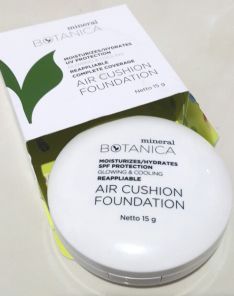 mineral
BOTANICA
MOISTURIZES/HYDRATES
UV PROTECTION
REAPPLIABLE
COMPLETE COVERAGE
AIR CUSHION
FOUNDATION
Netto 15 g
mineral
BOTANICA
MOISTURIZES/HYDRATES
SPF PROTECTION
GLOWING & COOLING
REAPPLIABLE
AIR CUSHION
FOUNDATION
Netto 15 g